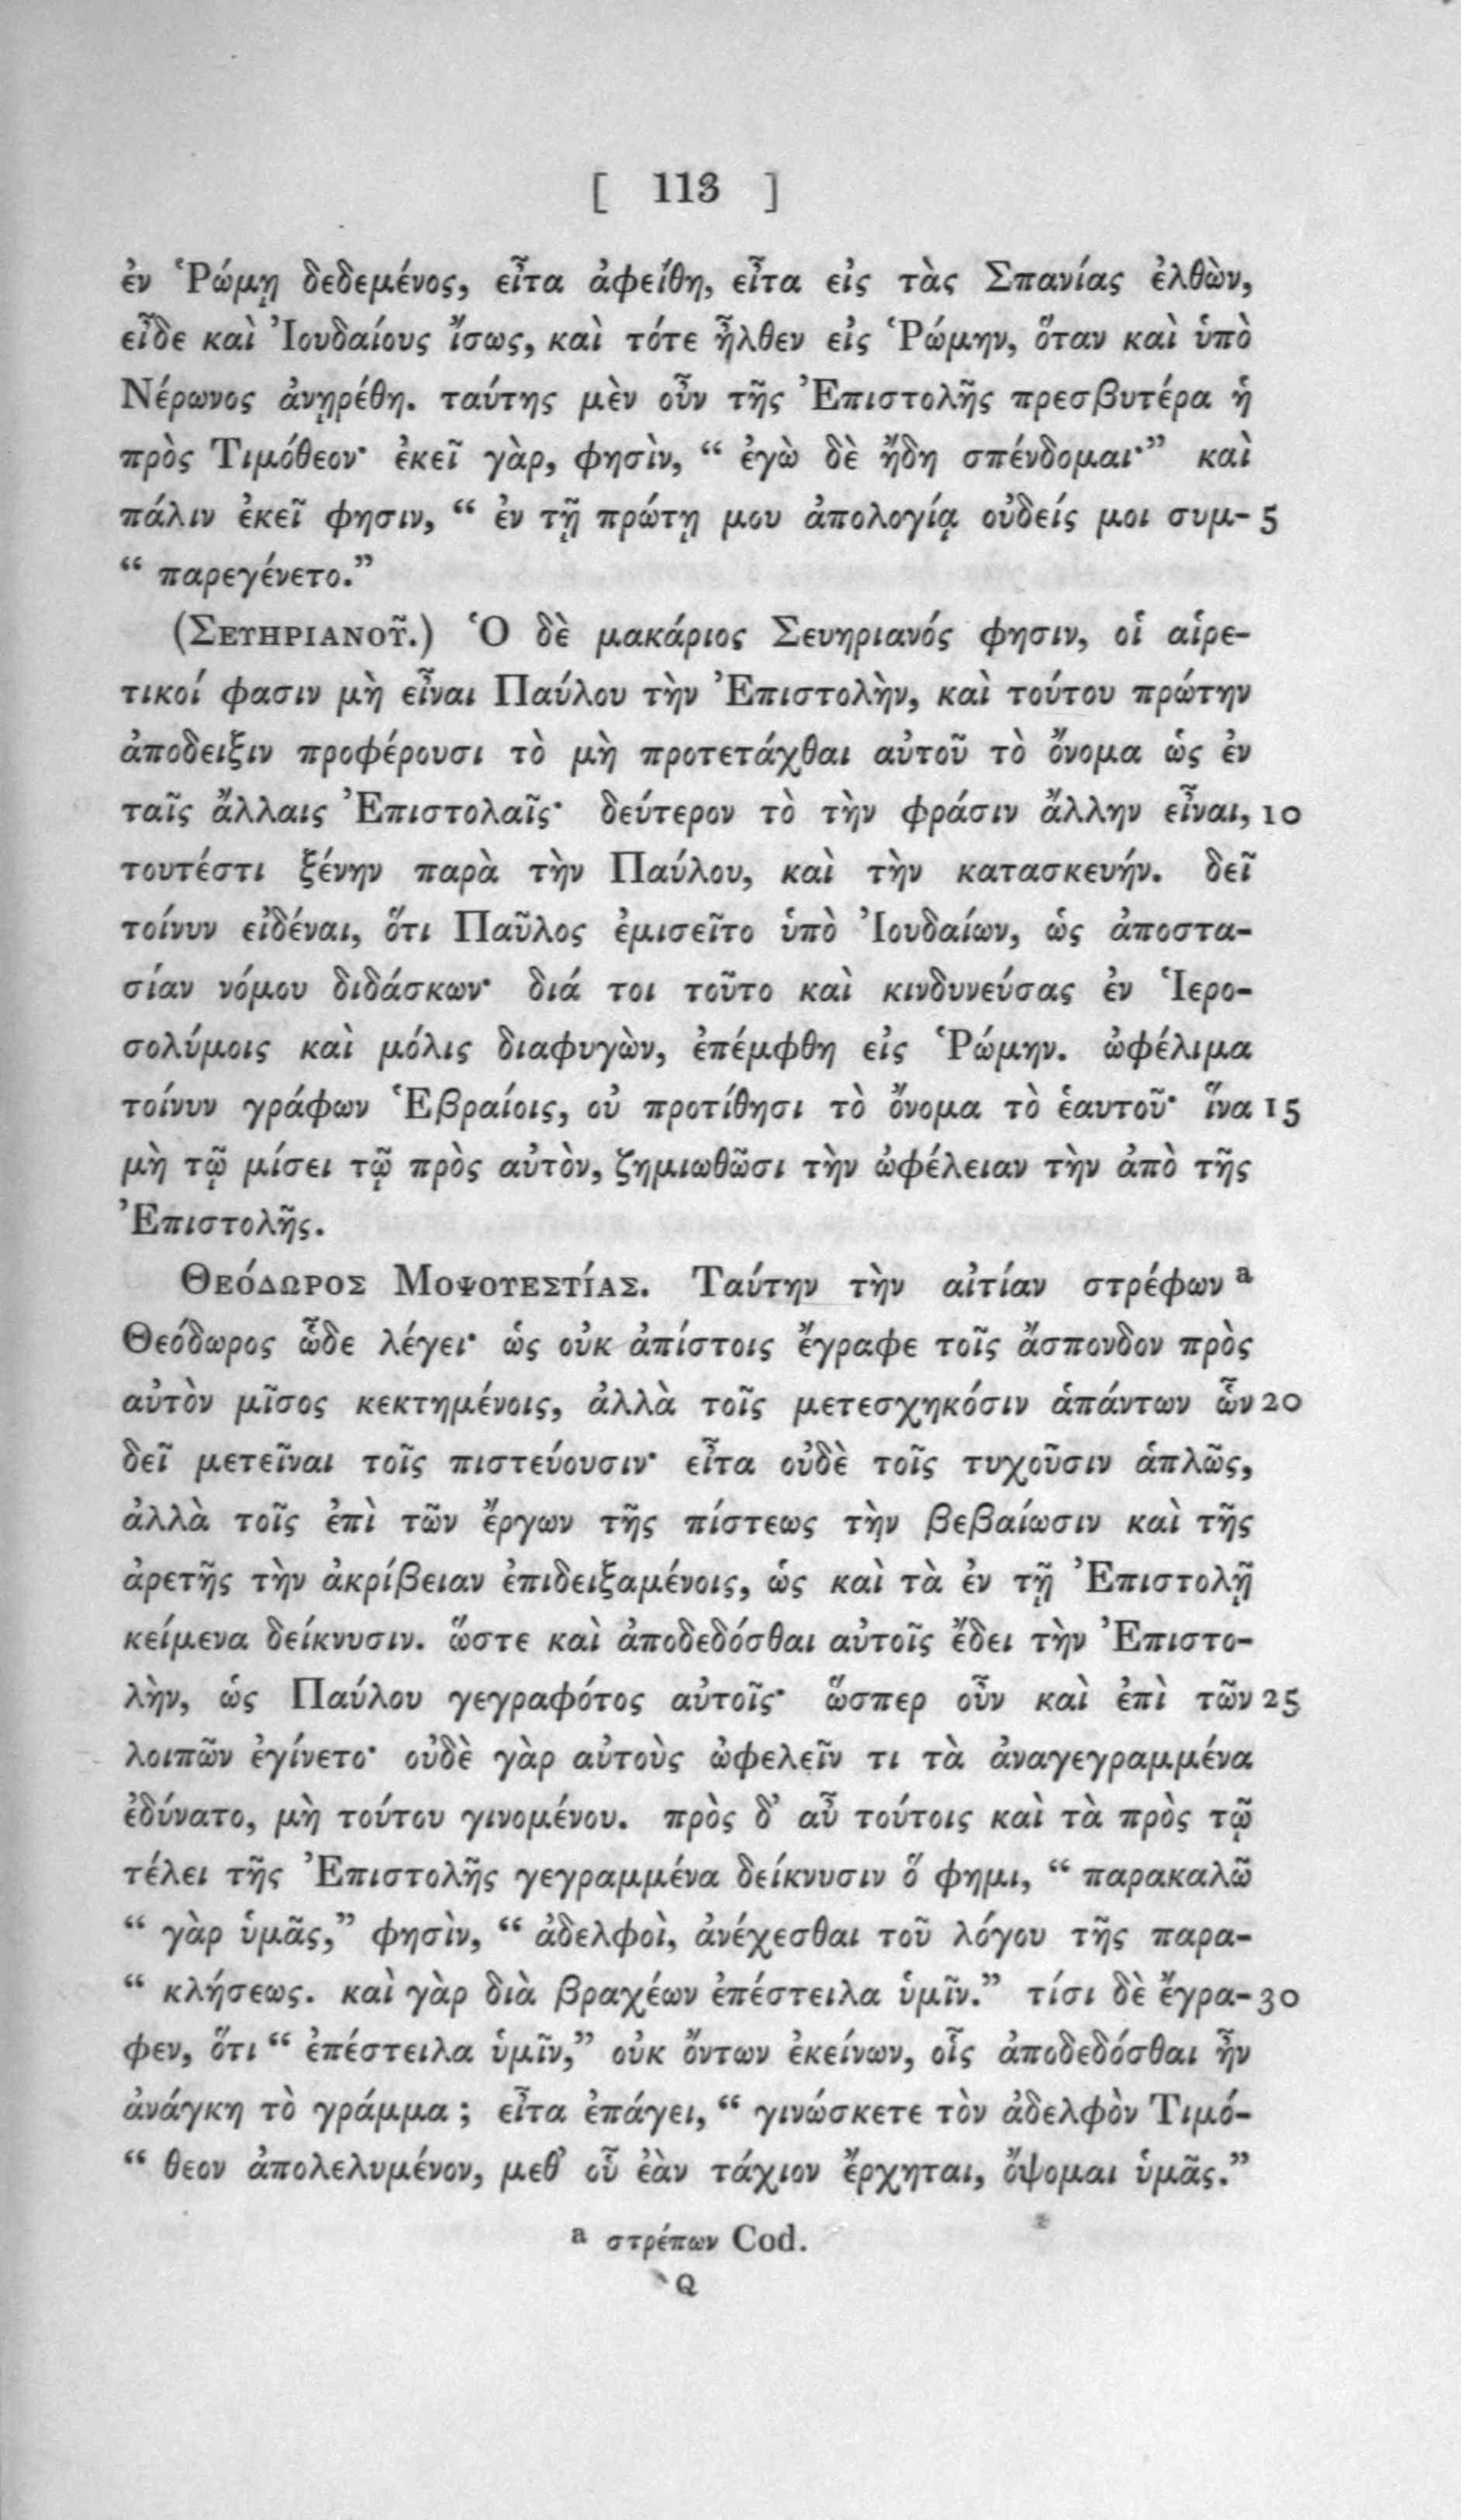 [ 113 ]
ἐν Ῥώμῃ δεδεμένος, εἶτα ἀφείθη, εἶτα εἰς τὰς Σπανίας ἐλθὼν,
εἶδε καὶ Ἰουδαίους ἴσως, καὶ τότε ἦλθεν εἰς Ῥώμην, ὅταν καὶ ὑπὸ
Νέρωνος ἀνῃρέθη. ταύτης μὲν οὖν τῆς Ἐπιστολῆς πρεσβυτέρα ἡ
πρὸς Τιμόθεον· ἐκεῖ γὰρ, φησὶν, “ ἐγὼ δὲ ἤδη σπένδομαι·” καὶ
πάλιν ἐκεῖ φησιν, “ ἐν τῇ πρώτῃ μου ἀπολογίᾳ οὐδείς μοι συμ- 5
“ παρεγένετο.”
(ΣΕΥΗΡΙΑΝΟῦ.) Ὁ δὲ μακάριος Σευηριανός φησιν, οἱ αἱρε-
τικοί φασιν μὴ εἶναι Παύλου τὴν Ἐπιστολὴν, καὶ τούτου πρώτην
ἀποδειξιν προφέρουσι τὸ μὴ προτετάχθαι αὐτοῦ τὸ ὄνομα ὡς ἐν
ταῖς ἄλλαις Ἐπιστολαῖς· δεύτερον τὸ τὴν φράσιν ἄλλην εἶναι, 10
τουτέστι ξένην παρὰ τὴν Παύλου, καὶ τὴν κατασκευήν. δεῖ
τοίνυν εἰδέναι, ὅτι Παῦλος ἐμισεῖτο ὑπὸ Ἰουδαίων, ὡς ἀποστα-
σίαν νόμου διδάσκων· διά τοι τοῦτο καὶ κινδυνεύσας ἐν Ἱερο-
σολύμοις καὶ μόλις διαφυγὼν, ἐπέμφθη εἰς Ῥώμην. ὠφέλιμα
τοίνυν γράφων Ἑβραίοις, οὐ προτίθησι τὸ ὄνομα τὸ ἑαυτοῦ· ἵνα 15
μὴ τῷ μίσει τῷ πρὸς αὐτὸν, ζημιωθῶσι τὴν ὠφέλειαν τὴν ἀπὸ τῆς
Ἐπιστολῆς.
ΘΕόΔΩΡΟΣ ΜΟΨΟΥΕΣΤίΑΣ. Ταύτην τὴν αἰτίαν στρέφων a
Θεόδωρος ὧδε λέγει· ὡς οὐκ ἀπίστοις ἔγραφε τοῖς ἄσπονδον πρὸς
αὐτὸν μῖσος κεκτημένοις, ἀλλὰ τοῖς μετεσχηκόσιν ἁπάντων ὧν 20
δεῖ μετεῖναι τοῖς πιστεύουσιν· εἶτα οὐδὲ τοῖς τυχοῦσιν ἁπλῶς,
ἀλλὰ τοῖς ἐπὶ τῶν ἔργων τῆς πίστεως τὴν βεβαίωσιν καὶ τῆς
ἀρετῆς τὴν ἀκρίβειαν ἐπιδειξαμένοις, ὡς καὶ τὰ ἐν τῇ Ἐπιστολῇ
κείμενα δείκνυσιν. ὥστε καὶ ἀποδεδόσθαι αὐτοῖς ἔδει τὴν Ἐπιστο-
λὴν, ὡς Παύλου γεγραφότος αὐτοῖς· ὥσπερ οὖν καὶ ἐπὶ τῶν 25
λοιπῶν ἐγίνετο· οὐδὲ γὰρ αὐτοὺς ὠφελεῖν τι τὰ ἀναγεγραμμένα
ἐδύνατο, μὴ τούτου γινομένου. πρὸς δ᾽ αὖ τούτοις καὶ τὰ πρὸς τῷ
τέλει τῆς Ἐπιστολῆς γεγραμμένα δείκνυσιν ὅ φημι, “ παρακαλῶ
“ γὰρ ὑμᾶς,” φησὶν, “ ἀδελφοὶ, ἀνέχεσθαι τοῦ λόγου τῆς παρα-
“ κλήσεως. καὶ γὰρ διὰ βραχέων ἐπέστειλα ὑμῖν.” τίσι δὲ ἔγρα- 30
φεν, ὅτι “ ἐπέστειλα ὑμῖν,” οὐκ ὄντων ἐκείνων, οἷς ἀποδεδόσθαι ἦν
ἀνάγκη τὸ γράμμα ; εἶτα ἐπάγει, “ γινώσκετε τὸν ἀδελφὸν Τιμό-
“ θεον ἀπολελυμένον, μεθ᾽ οὗ ἐὰν τάχιον ἔρχηται, ὄψομαι ὑμᾶς.”
a στρέπων Cod.
Q